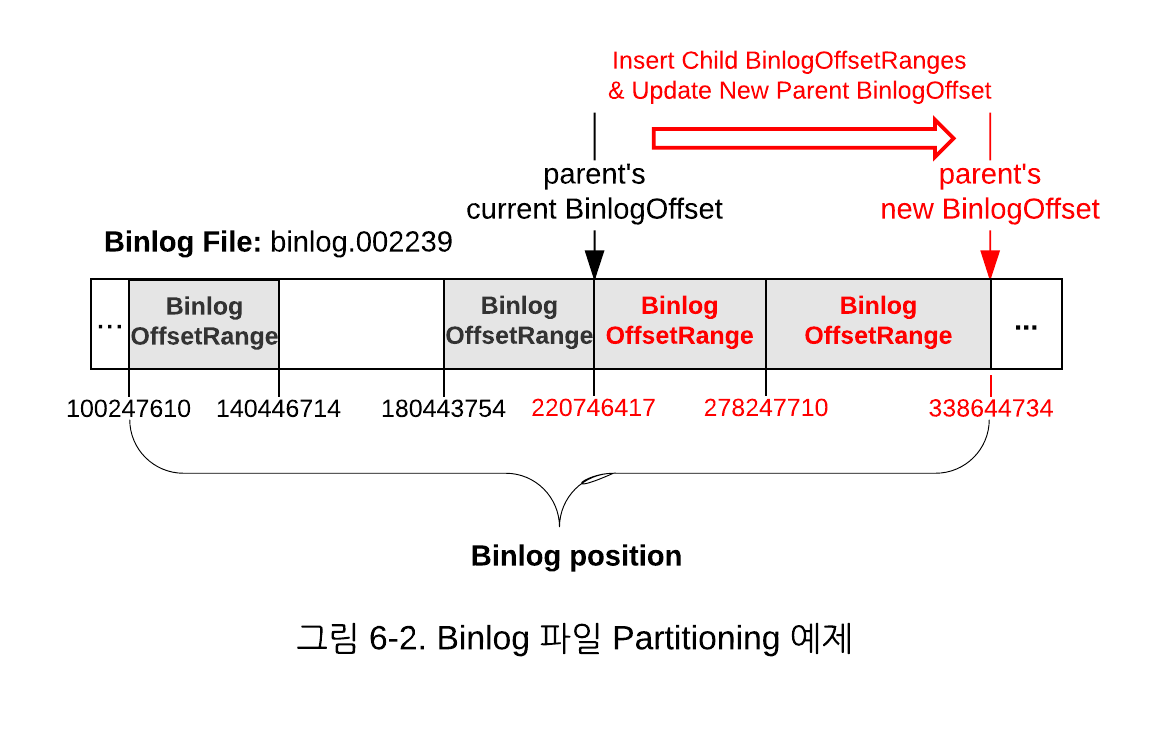 Insert Child BinlogOffsetRanges
& Update New Parent BinlogOffset
parent's
current BinlogOffset
parent's
new BinlogOffset
Binlog File: binlog.002239
...
Binlog
OffsetRange
Binlog
OffsetRange
Binlog
OffsetRange
Binlog
OffsetRange
...
100247610
140446714
180443754
220746417
278247710
338644734
Binlog position
그림 6-2. Binlog 파일 Partitioning 예제